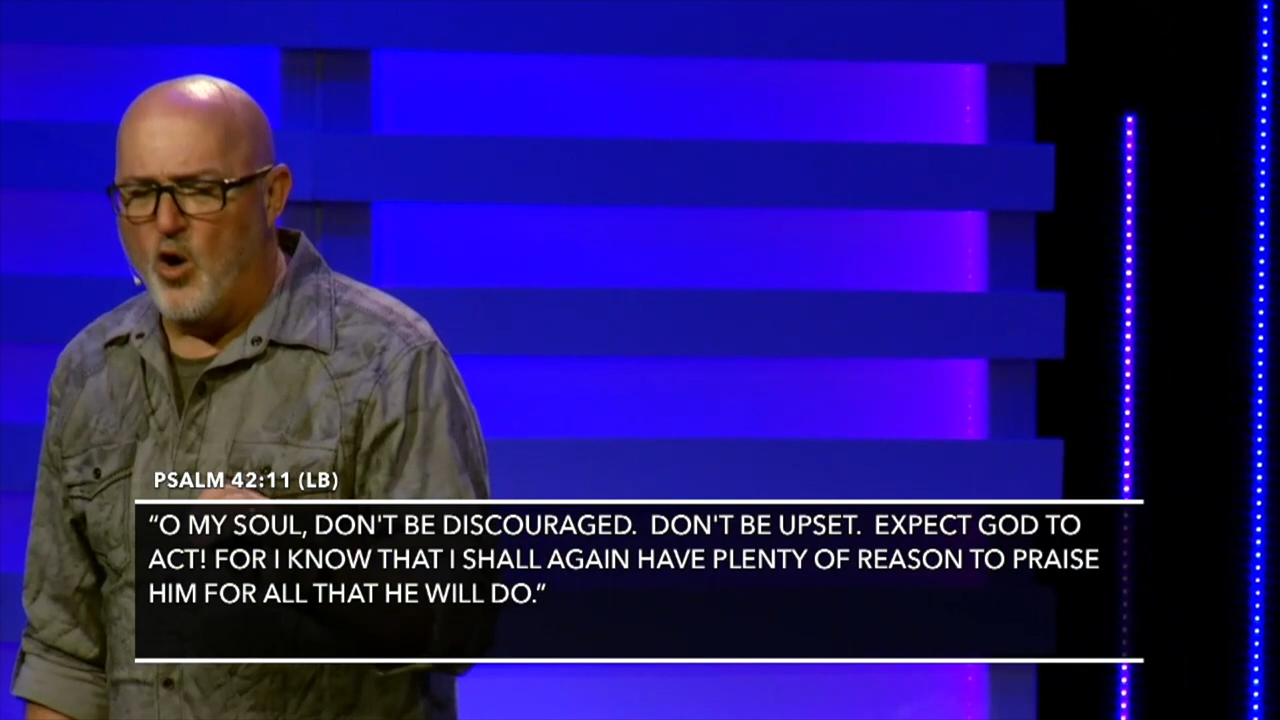 PSALM 42:11 (LB)
“O MY SOUL, DON'T BE DISCOURAGED.  DON'T BE UPSET.  EXPECT GOD TO
ACT! FOR I KNOW THAT I SHALL AGAIN HAVE PLENTY OF REASON TO PRAISE
HIM FOR ALL THAT HE WILL DO.”